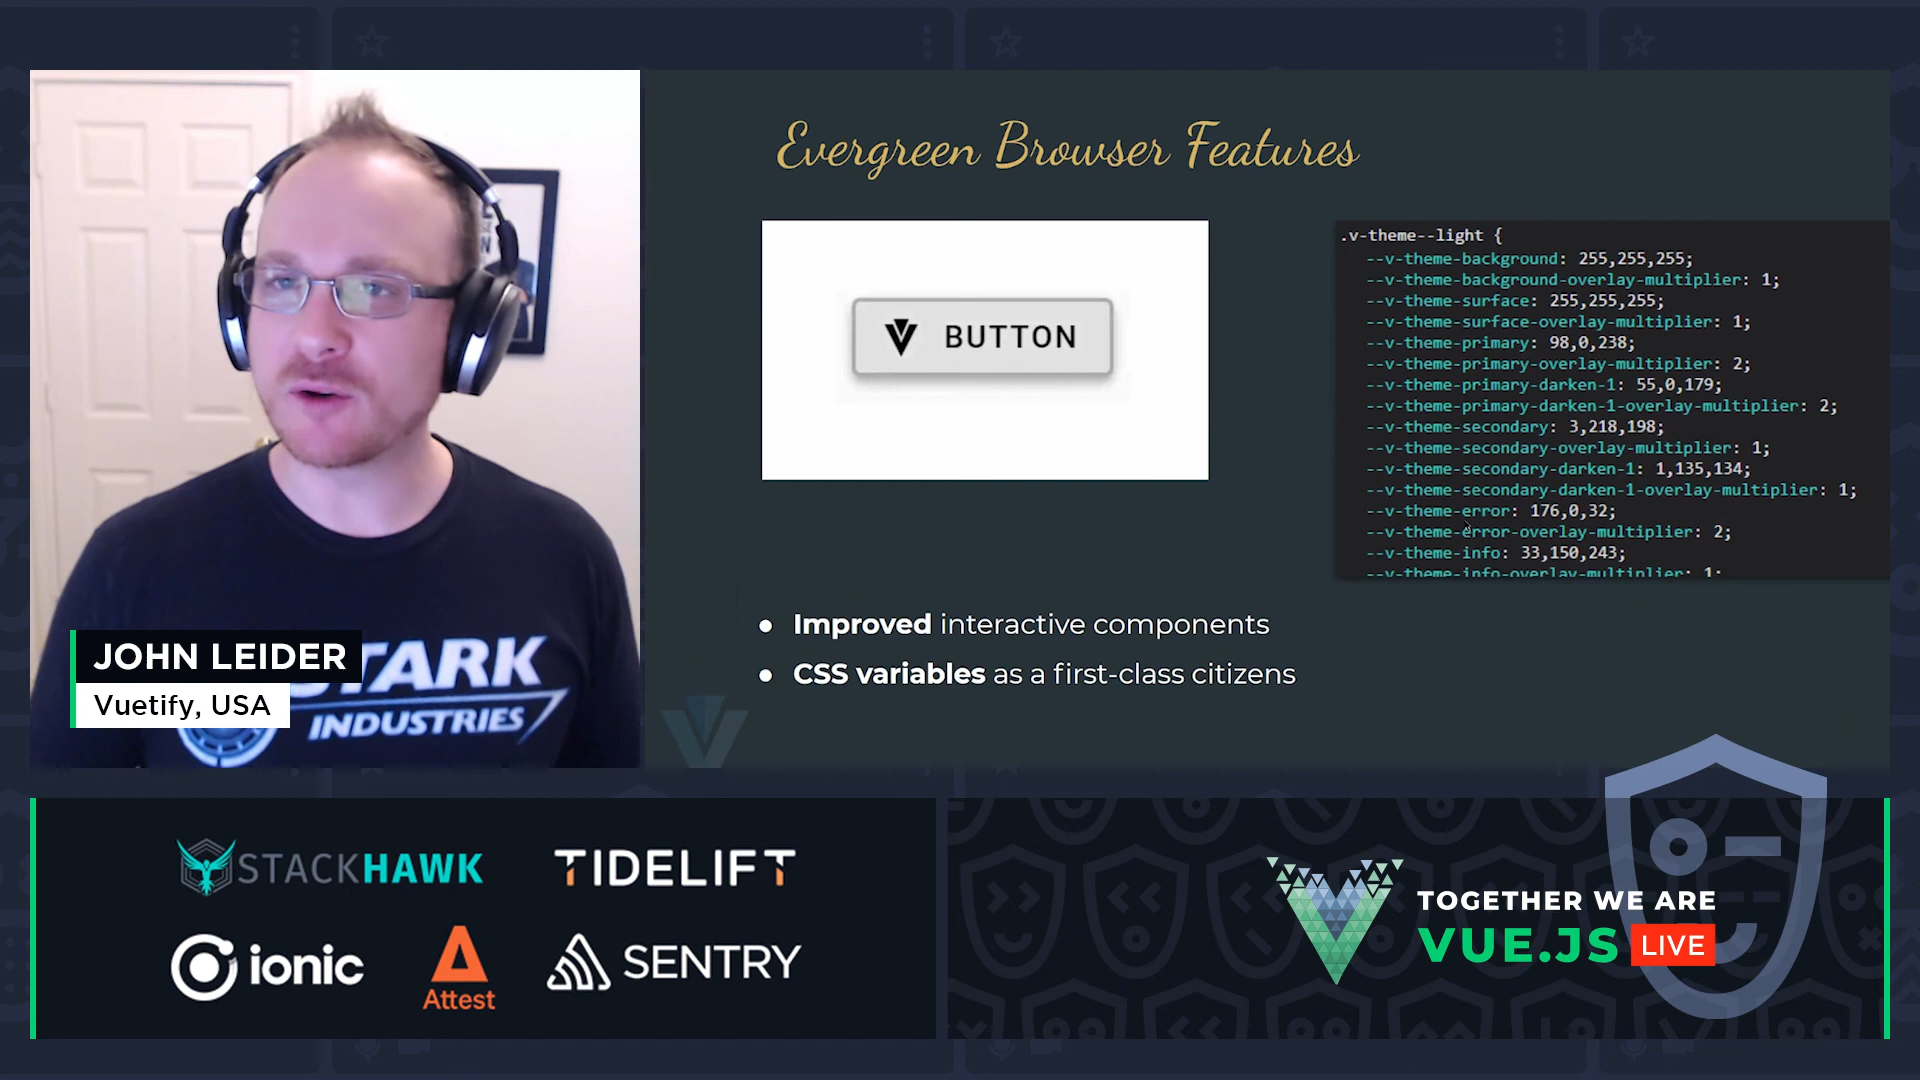 Evergreen Browser Features
BUTTON
.v-theme--light {
--v-theme-background: 255,255,255;
--v-theme-background-overlay-multiplier: 1;
--v-theme-surface: 255,255,255;
--v-theme-surface-overlay-multiplier: 1;
--v-theme-primary: 98,0,238;
--v-theme-primary-overlay-multiplier: 2;
--v-theme-primary-darken-1: 55,0,179;
--v-theme-primary-darken-1-overlay-multiplier: 2;
--v-theme-secondary: 3,218,198;
--v-theme-secondary-overlay-multiplier: 1;
--v-theme-secondary-darken-1: 1,135,134;
--v-theme-secondary-darken-1-overlay-multiplier: 1;
--v-theme-error: 176,0,32;
--v-theme-error-overlay-multiplier: 2;
--v-theme-info: 33,150,243;
--v-theme-info-overlay-multiplier: 1;
● Improved interactive components
● CSS variables as a first-class citizens
STARK
INDUSTRIES
JOHN LEIDER
Vuetify, USA
STACKHAWK
TIDELIFT
ionic
Attest
SENTRY
TOGETHER WE ARE
VUE.JS LIVE